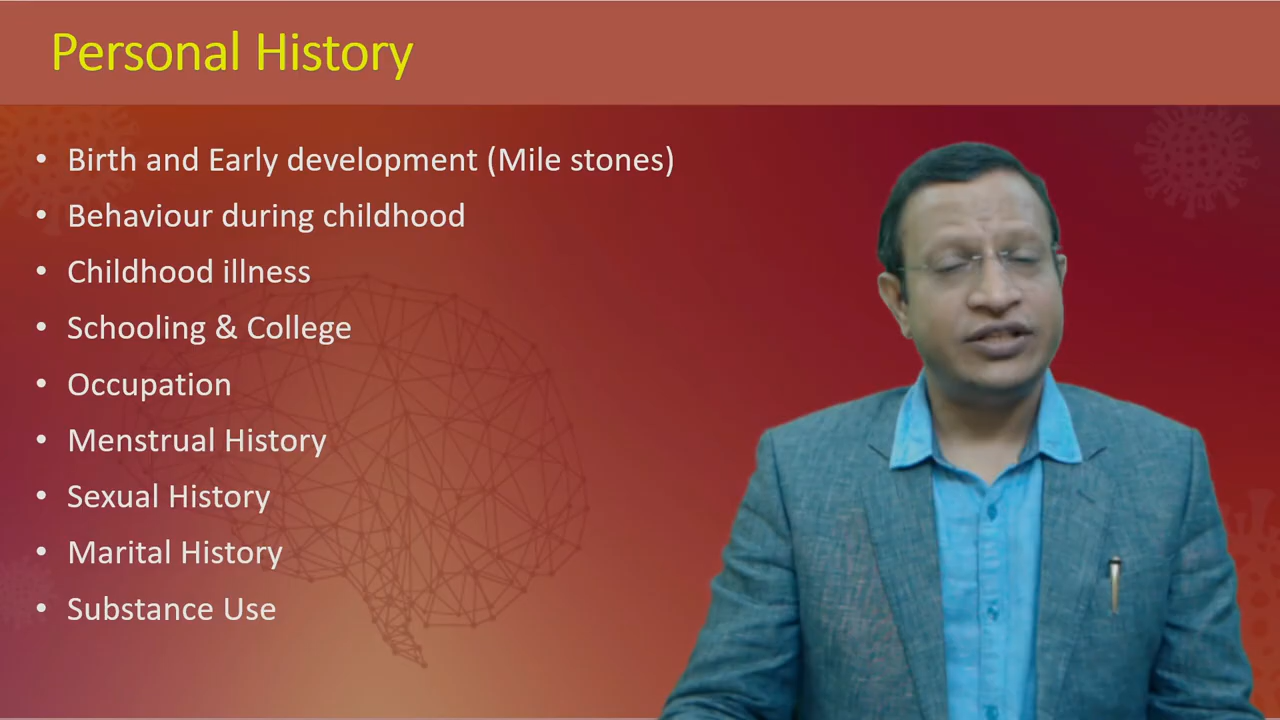 Personal History
• Birth and Early development (Mile stones)
• Behaviour during childhood
• Childhood illness
• Schooling & College
• Occupation
• Menstrual History
• Sexual History
• Marital History
• Substance Use